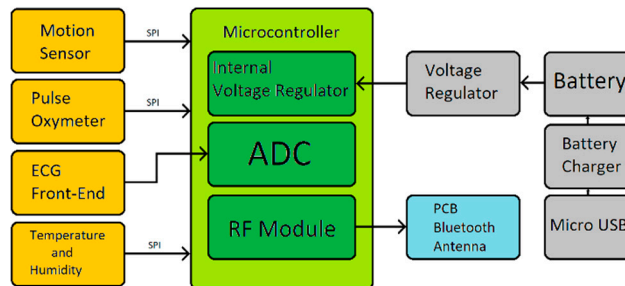 Motion
Sensor
SPI
Pulse
Oxymeter
SPI
ECG
Front-End
Temperature
and
Humidity
SPI
Microcontroller
Internal
Voltage Regulator
ADC
RF Module
Voltage
Regulator
Battery
Battery
Charger
Micro USB
PCB
Bluetooth
Antenna